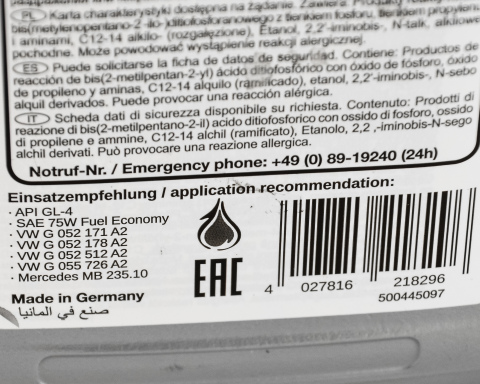 PL Karta charakterystyki dostępna na żądanie. Zawiera: Produkty
bis(metylenopentano-2-ilo-)ditiofosforanowego z tlenkiem fosforu, tlenkiem propylenu
i aminami, C12-14 alkilo- (rozgałęzione), Etanol, 2,2'-iminobis-, N-talk, alkilowe
pochodne. Może powodować wystąpienie reakcji alergicznej.
ES Puede solicitarse la ficha de datos de seguridad. Contiene: Productos de
reacción de bis(2-metilpentan-2-yl) ácido ditiofosfórico con óxido de fósforo, óxido
de propileno y aminas, C12-14 alquilo (ramificado), etanol, 2,2'-iminobis-, N-sebo
alquil derivados. Puede provocar una reacción alérgica.
IT Scheda dati di sicurezza disponibile su richiesta. Contenuto: Prodotti di
reazione di bis(2-metilpentan-2-il) acido ditiofosforico con ossido di fosforo, ossido
di propilene e ammine, C12-14 alchil (ramificato), Etanolo, 2,2 ,-iminobis-N-sego
alchil derivati. Può provocare una reazione allergica.
Notruf-Nr. / Emergency phone: +49 (0) 89-19240 (24h)
Einsatzempfehlung / application recommendation:
· API GL-4
· SAE 75W Fuel Economy
· VW G 052 171 A2
· VW G 052 178 A2
· VW G 052 512 A2
· VW G 055 726 A2
· Mercedes MB 235.10
EAC
4 027816 218296
500445097
Made in Germany
صنع في المانيا